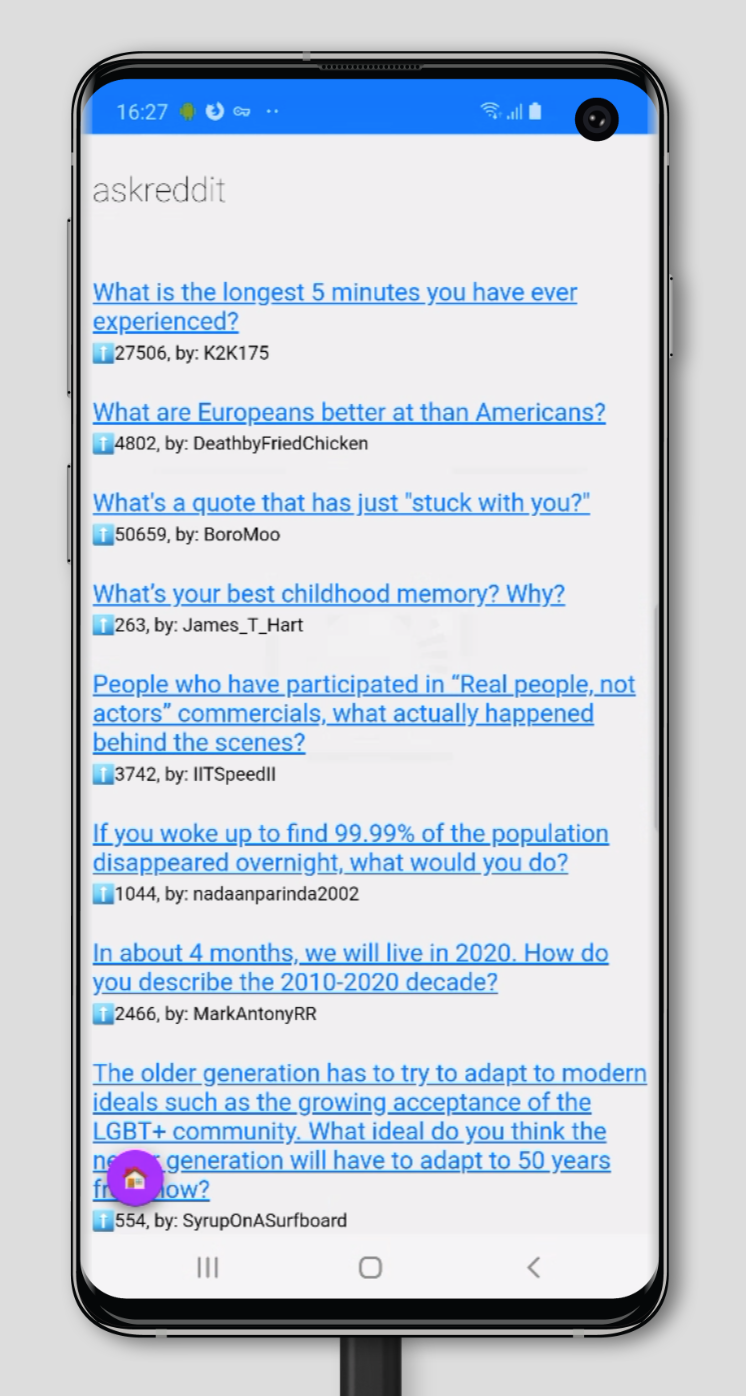 16:27
askreddit
What is the longest 5 minutes you have ever
experienced?
⬆️27506, by: K2K175
What are Europeans better at than Americans?
⬆️4802, by: DeathbyFriedChicken
What's a quote that has just "stuck with you?"
⬆️50659, by: BoroMoo
What’s your best childhood memory? Why?
⬆️263, by: James_T_Hart
People who have participated in “Real people, not
actors” commercials, what actually happened
behind the scenes?
⬆️3742, by: IITSpeedII
If you woke up to find 99.99% of the population
disappeared overnight, what would you do?
⬆️1044, by: nadaanparinda2002
In about 4 months, we will live in 2020. How do
you describe the 2010-2020 decade?
⬆️2466, by: MarkAntonyRR
The older generation has to try to adapt to modern
ideals such as the growing acceptance of the
LGBT+ community. What ideal do you think the
generation will have to adapt to 50 years
⬆️554, by: SyrupOnASurfboard